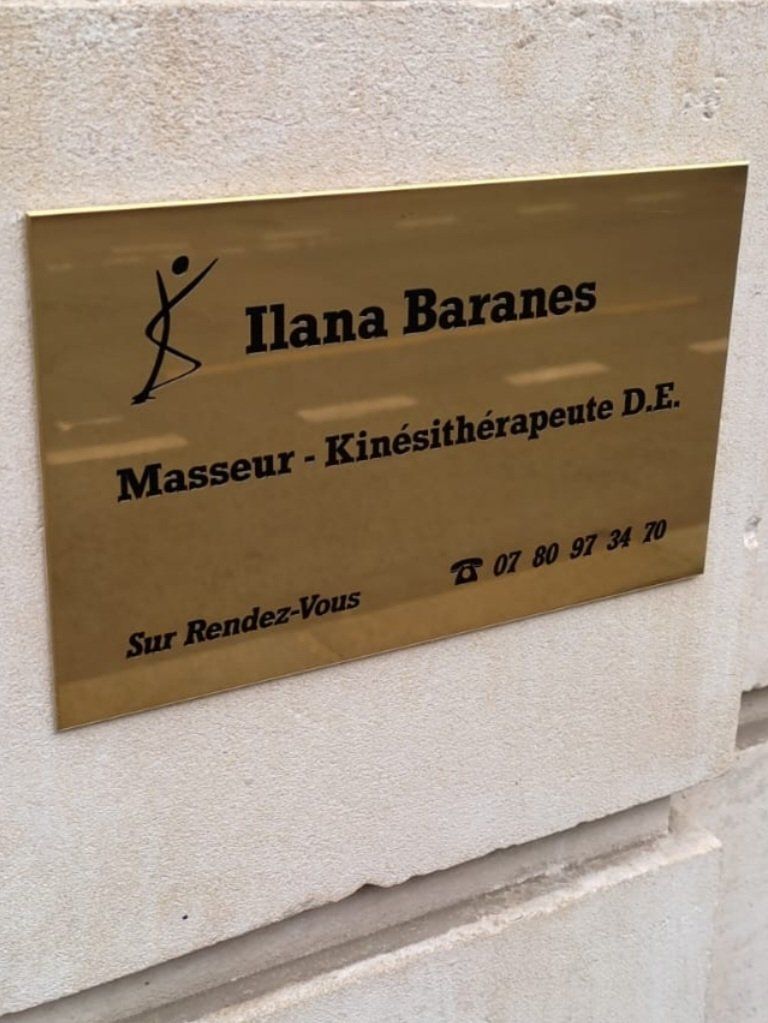 Ilana Baranes
Masseur - Kinésithérapeute D.E.
☎ 07 80 97 34 70
Sur Rendez-Vous